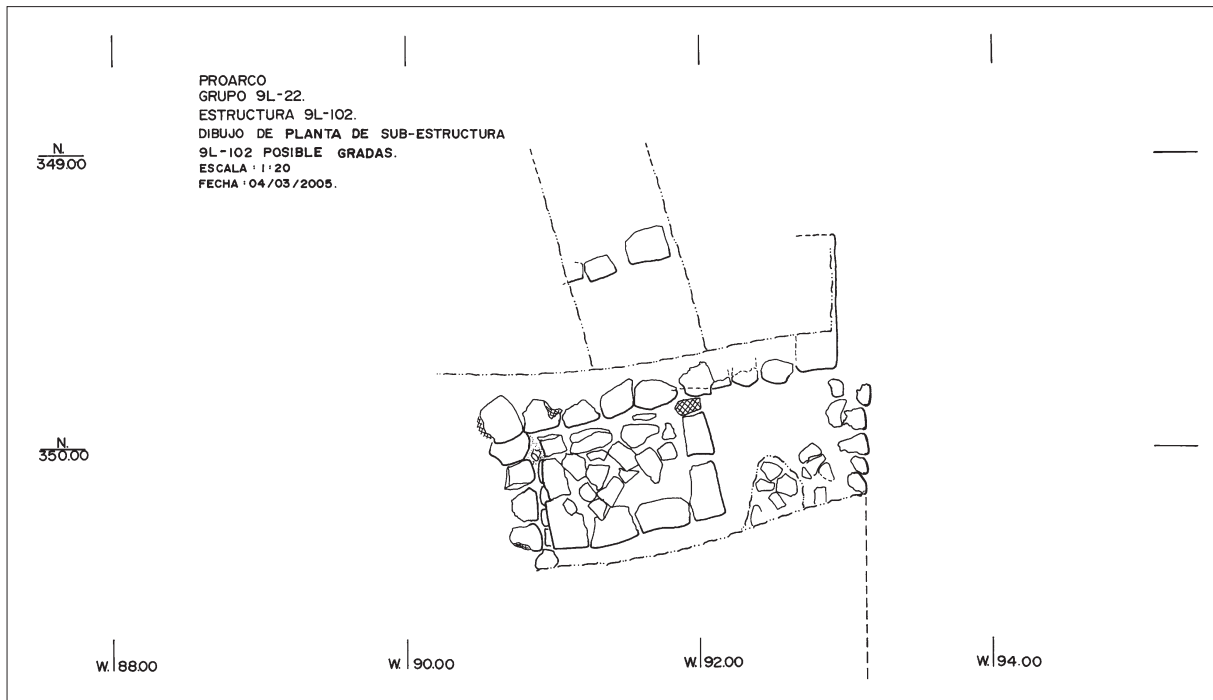 PROARCO
GRUPO 9L-22.
ESTRUCTURA 9L-102.
DIBUJO DE PLANTA DE SUB-ESTRUCTURA
9L-102 POSIBLE GRADAS.
ESCALA : 1:20
FECHA : 04/03/2005.
N.
349.00
N.
350.00
W. 88.00
W. 90.00
W. 92.00
W. 94.00